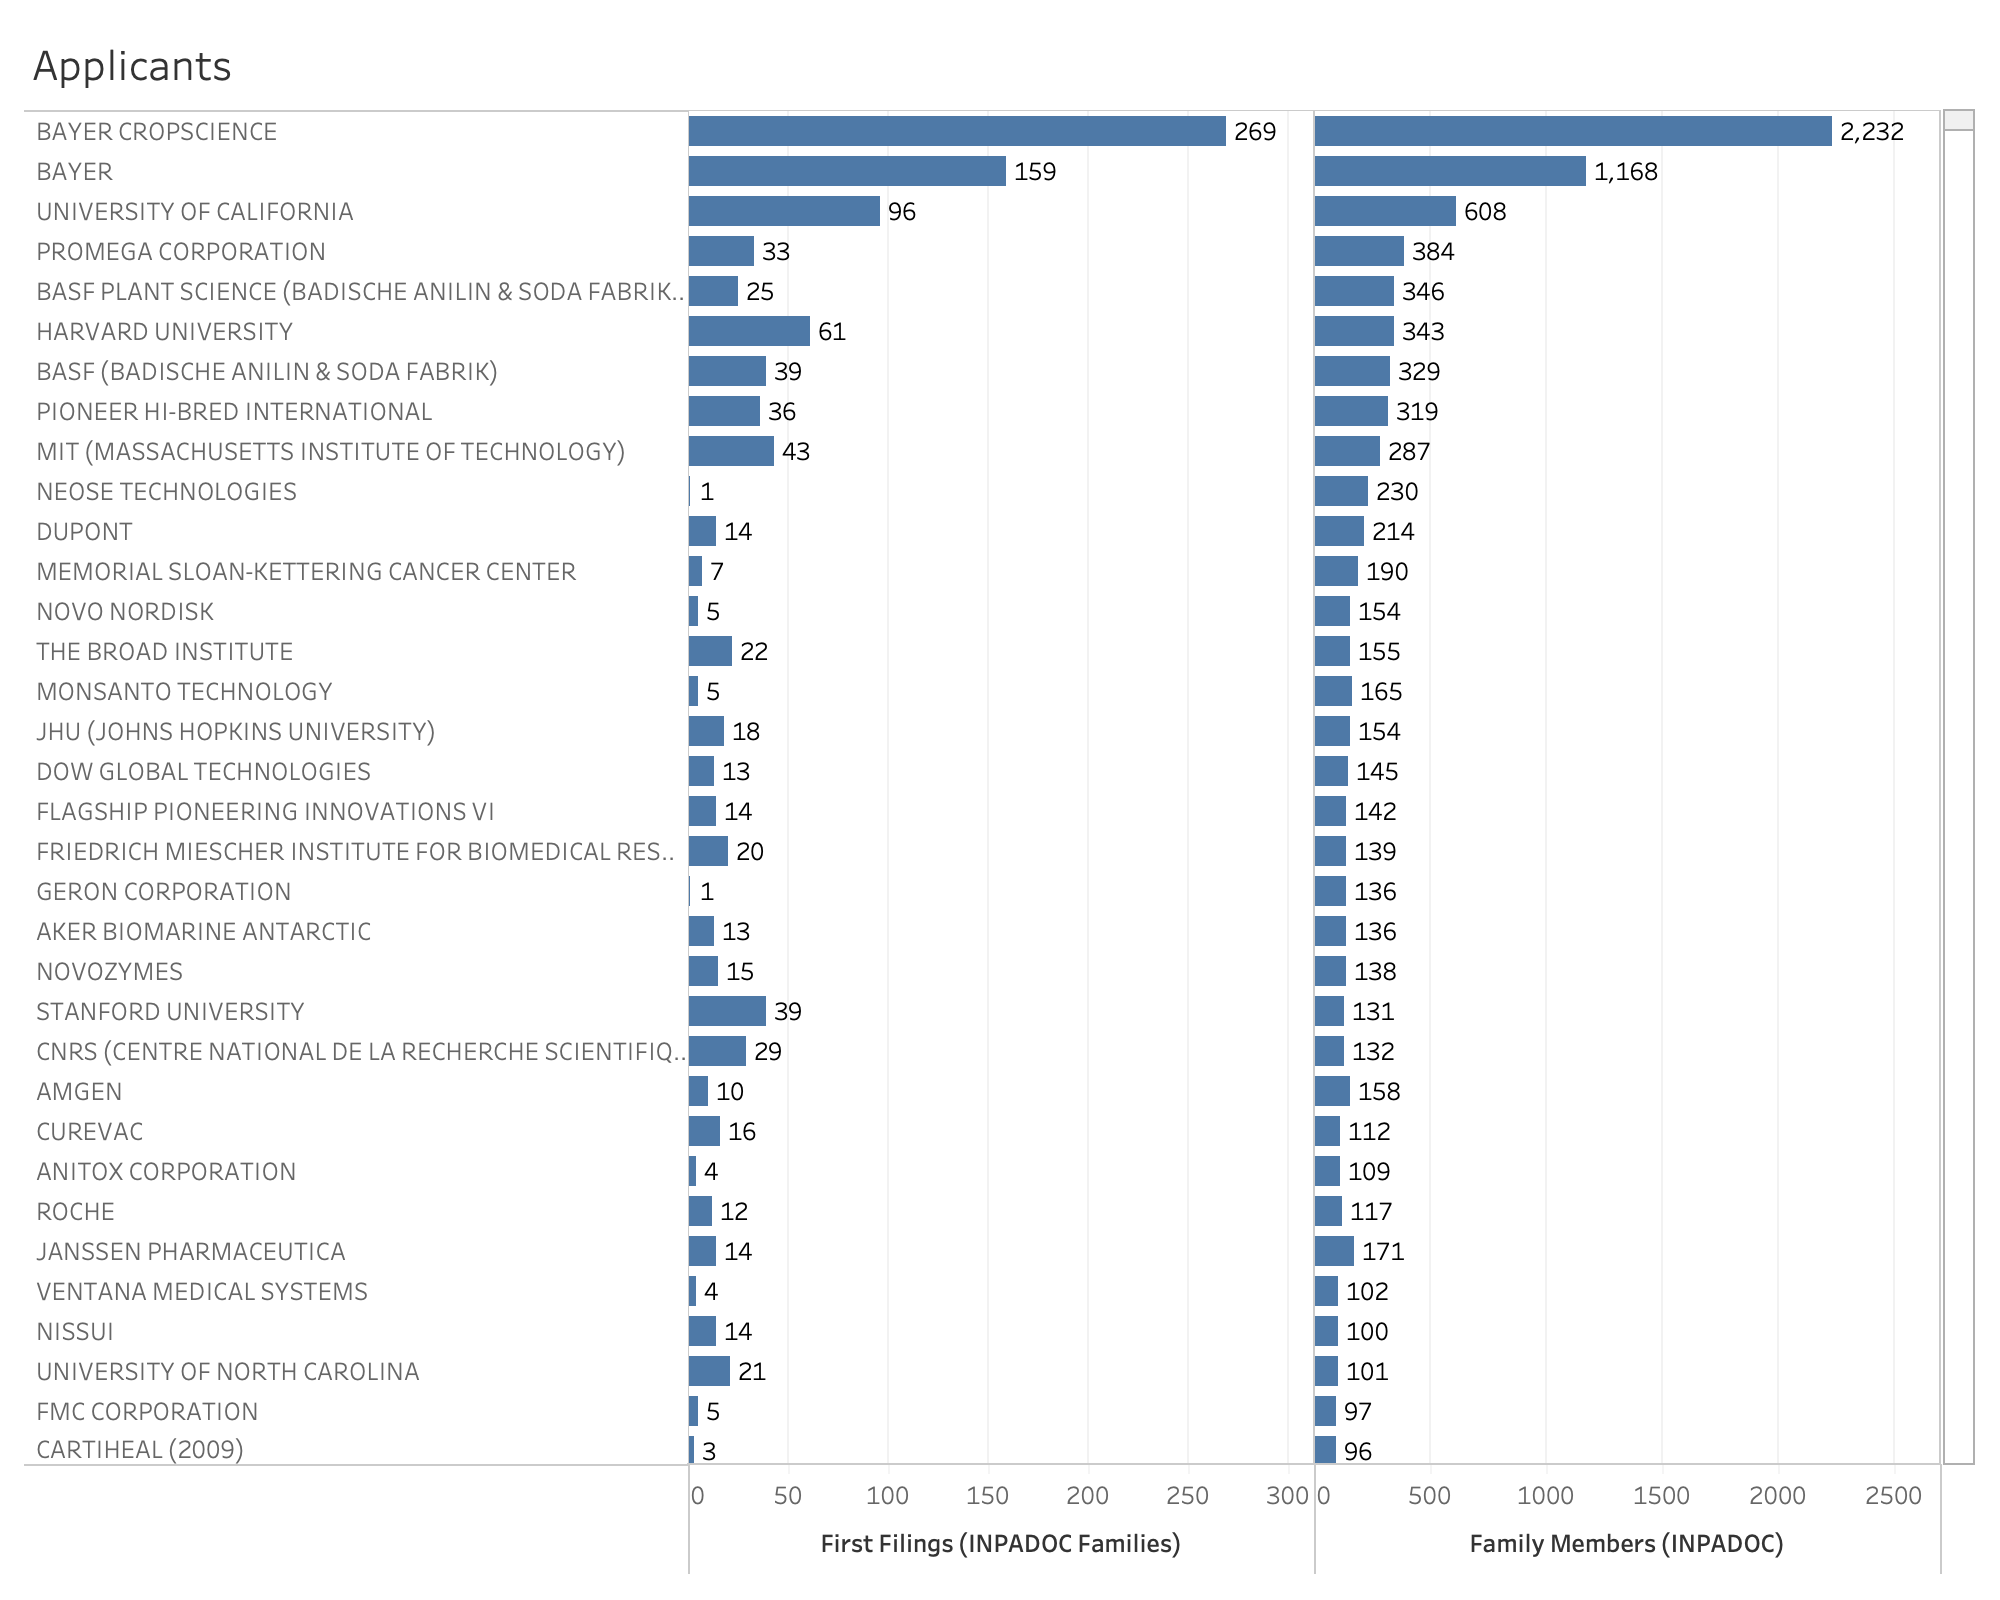 Applicants
BAYER CROPSCIENCE 269 2,232
BAYER 159 1,168
UNIVERSITY OF CALIFORNIA 96 608
PROMEGA CORPORATION 33 384
BASF PLANT SCIENCE (BADISCHE ANILIN & SODA FABRIK.. 25 346
HARVARD UNIVERSITY 61 343
BASF (BADISCHE ANILIN & SODA FABRIK) 39 329
PIONEER HI-BRED INTERNATIONAL 36 319
MIT (MASSACHUSETTS INSTITUTE OF TECHNOLOGY) 43 287
NEOSE TECHNOLOGIES 1 230
DUPONT 14 214
MEMORIAL SLOAN-KETTERING CANCER CENTER 7 190
NOVO NORDISK 5 154
THE BROAD INSTITUTE 22 155
MONSANTO TECHNOLOGY 5 165
JHU (JOHNS HOPKINS UNIVERSITY) 18 154
DOW GLOBAL TECHNOLOGIES 13 145
FLAGSHIP PIONEERING INNOVATIONS VI 14 142
FRIEDRICH MIESCHER INSTITUTE FOR BIOMEDICAL RES.. 20 139
GERON CORPORATION 1 136
AKER BIOMARINE ANTARCTIC 13 136
NOVOZYMES 15 138
STANFORD UNIVERSITY 39 131
CNRS (CENTRE NATIONAL DE LA RECHERCHE SCIENTIFIQ.. 29 132
AMGEN 10 158
CUREVAC 16 112
ANITOX CORPORATION 4 109
ROCHE 12 117
JANSSEN PHARMACEUTICA 14 171
VENTANA MEDICAL SYSTEMS 4 102
NISSUI 14 100
UNIVERSITY OF NORTH CAROLINA 21 101
FMC CORPORATION 5 97
CARTIHEAL (2009) 3 96
0 50 100 150 200 250 300 0 500 1000 1500 2000 2500
First Filings (INPADOC Families) Family Members (INPADOC)